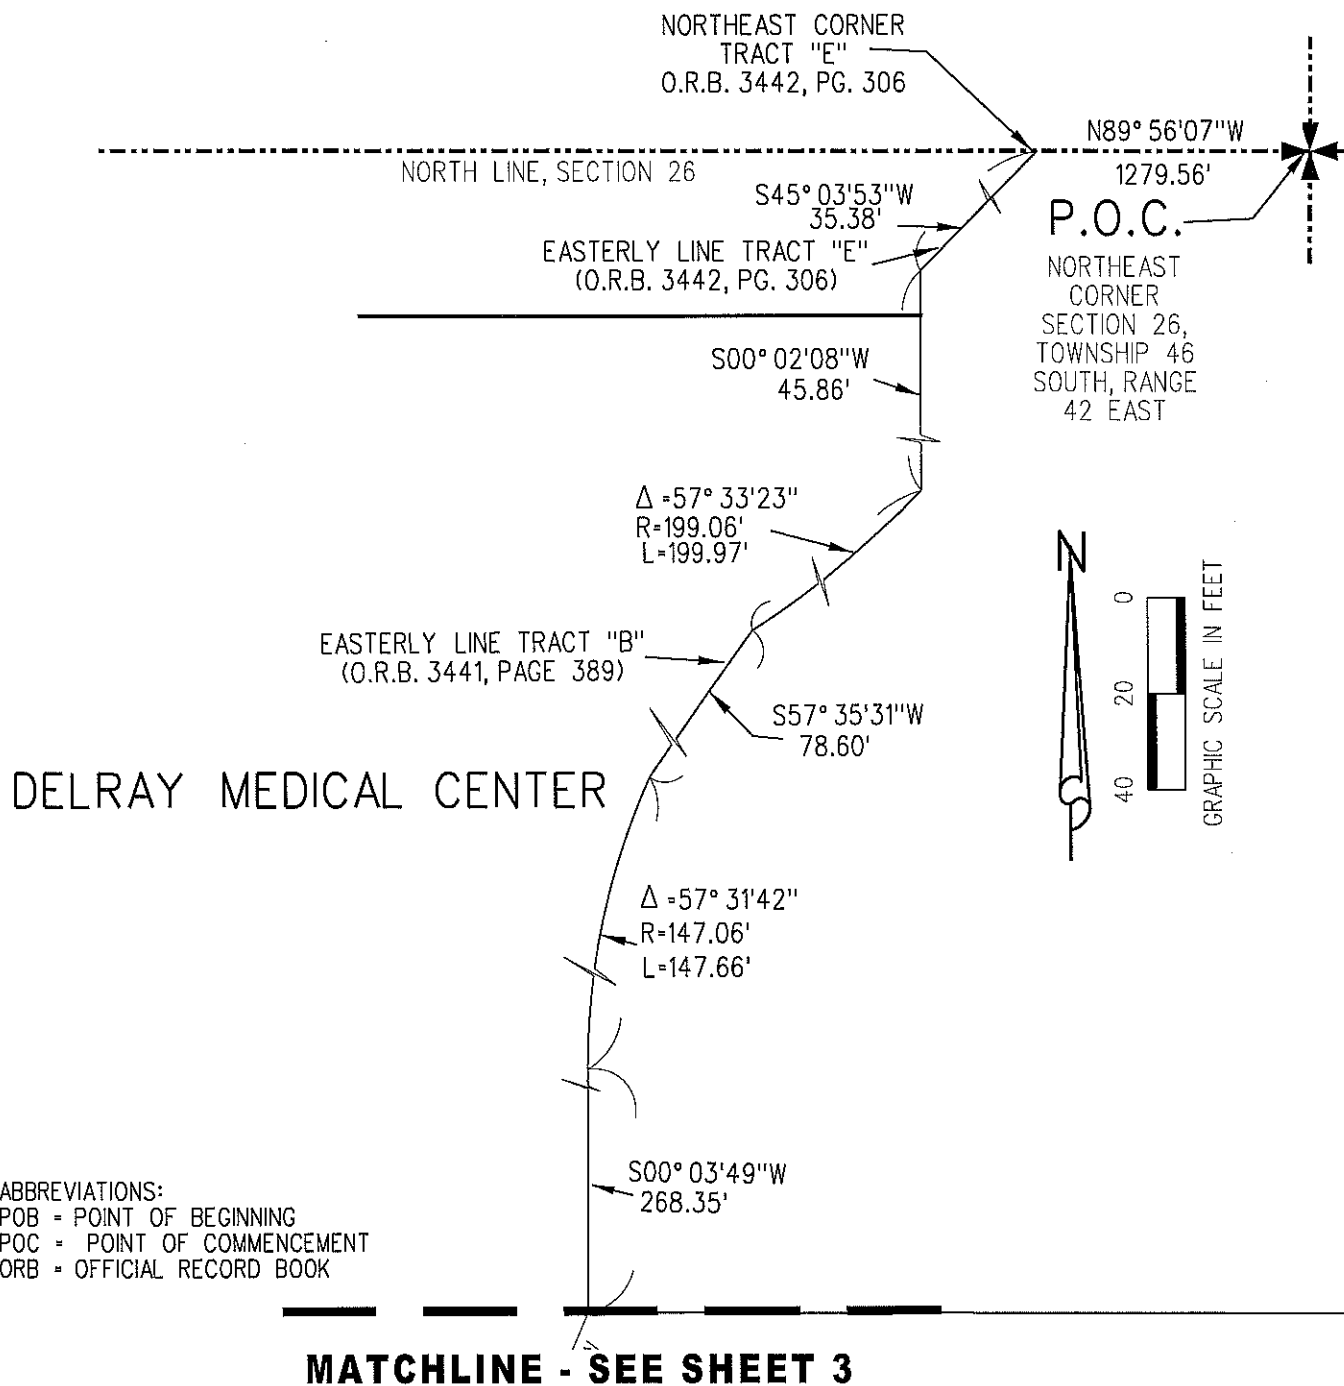 NORTHEAST CORNER
TRACT "E"
O.R.B. 3442, PG. 306
N89°56'07"W
1279.56'
NORTH LINE, SECTION 26
S45°03'53"W
35.38'
P.O.C.
EASTERLY LINE TRACT "E"
(O.R.B. 3442, PG. 306)
NORTHEAST
CORNER
SECTION 26,
TOWNSHIP 46
SOUTH, RANGE
42 EAST
S00°02'08"W
45.86'
Δ=57°33'23"
R=199.06'
L=199.97'
N
0
20
40
GRAPHIC SCALE IN FEET
EASTERLY LINE TRACT "B"
(O.R.B. 3441, PAGE 389)
S57°35'31"W
78.60'
DELRAY MEDICAL CENTER
Δ=57°31'42"
R=147.06'
L=147.66'
S00°03'49"W
268.35'
ABBREVIATIONS:
POB = POINT OF BEGINNING
POC = POINT OF COMMENCEMENT
ORB = OFFICIAL RECORD BOOK
MATCHLINE - SEE SHEET 3